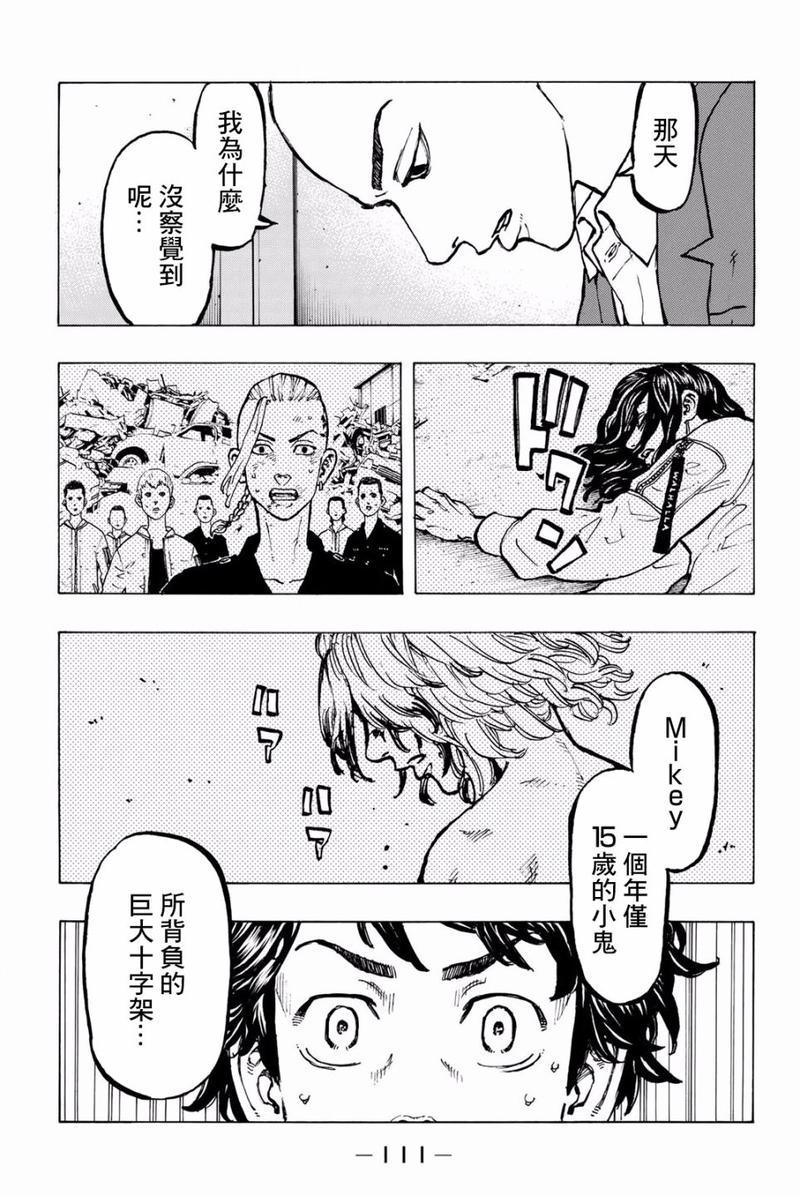 那天
我為什麼
沒察覺到
呢…
ドクン
WALHALLA
Mikey
一個年僅
15歲的小鬼
ハァ
ハァ
所背負的
巨大十字架…
—111—